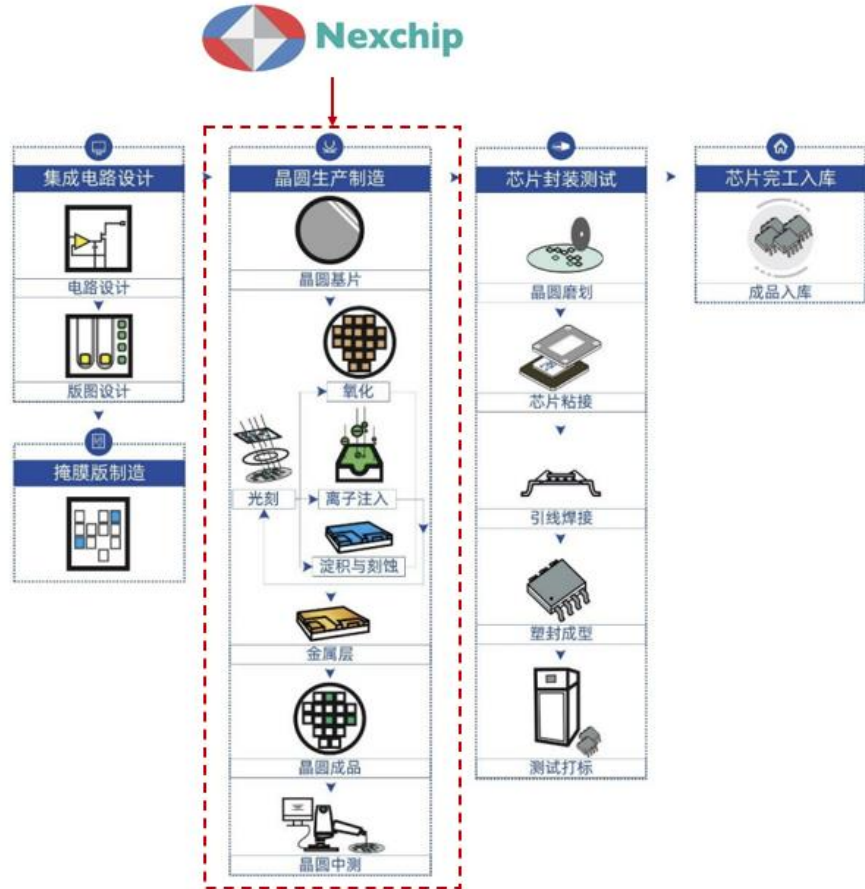 Nexchip
集成电路设计
电路设计
版图设计
掩膜版制造
晶圆生产制造
晶圆基片
氧化
光刻
离子注入
淀积与刻蚀
金属层
晶圆成品
晶圆中测
芯片封装测试
晶圆磨划
芯片粘接
引线焊接
塑封成型
测试打标
芯片完工入库
成品入库